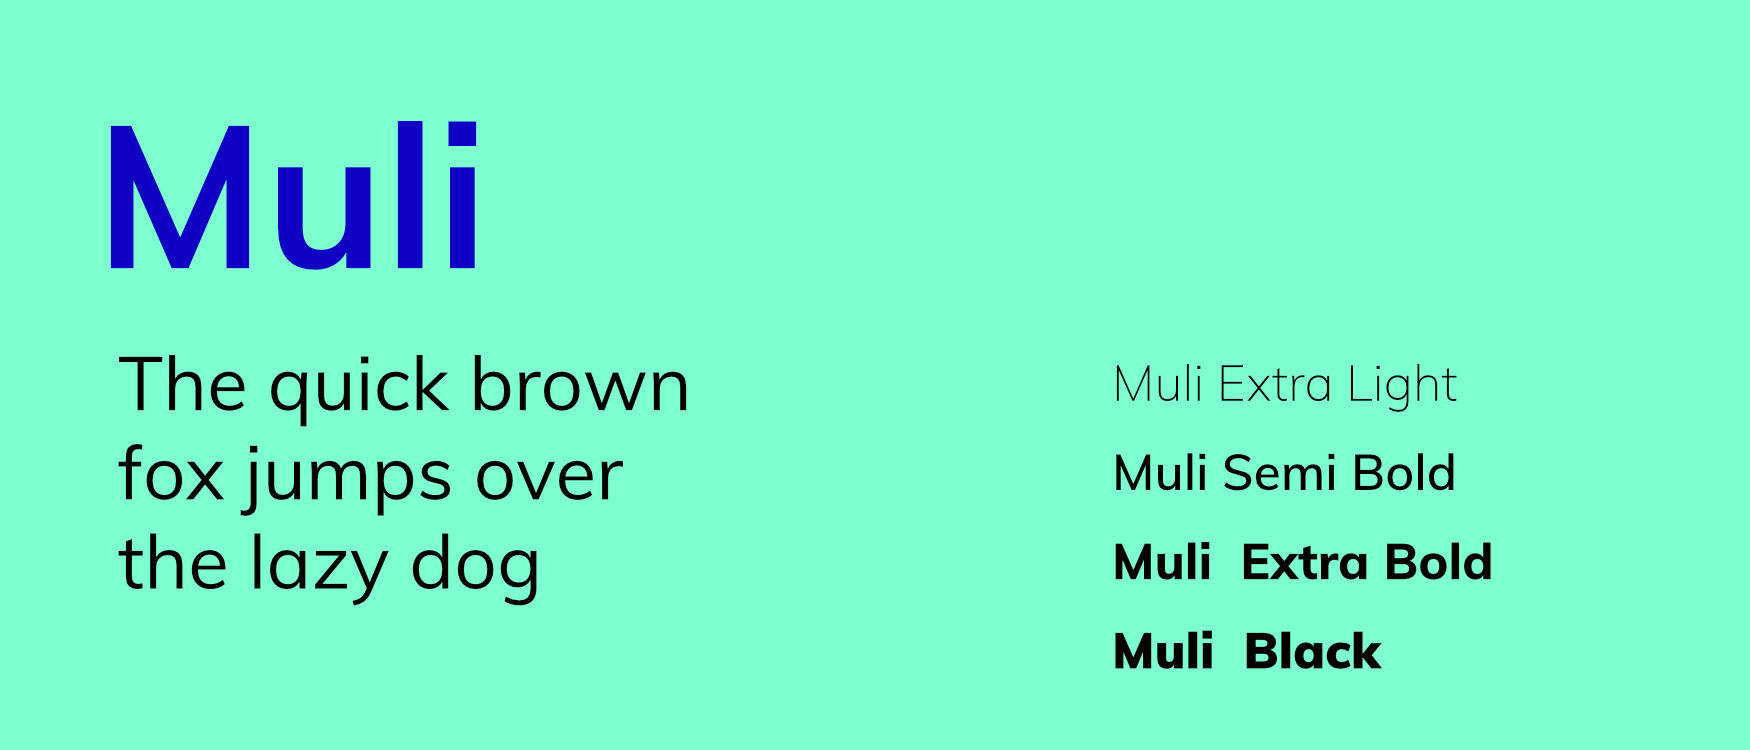 Muli
The quick brown
fox jumps over
the lazy dog
Muli Extra Light
Muli Semi Bold
Muli  Extra Bold
Muli  Black